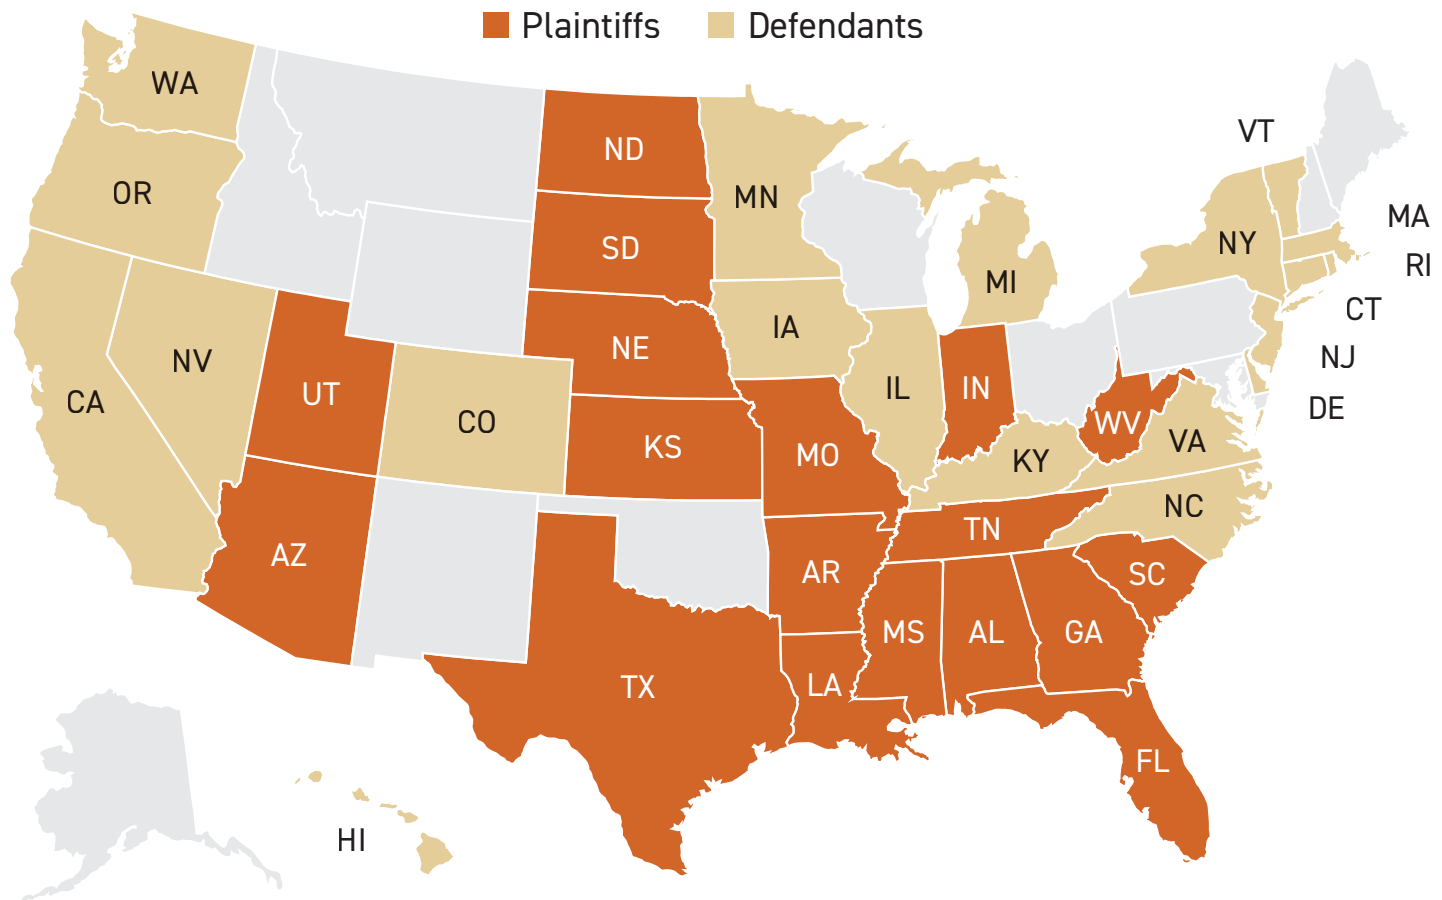 Plaintiffs Defendants
WA
OR
CA
NV
UT
AZ
CO
ND
SD
NE
KS
TX
MN
IA
MO
AR
LA
IL
MS
MI
IN
KY
TN
AL
GA
WV
VA
NC
SC
FL
NY
VT
MA
RI
CT
NJ
DE
HI